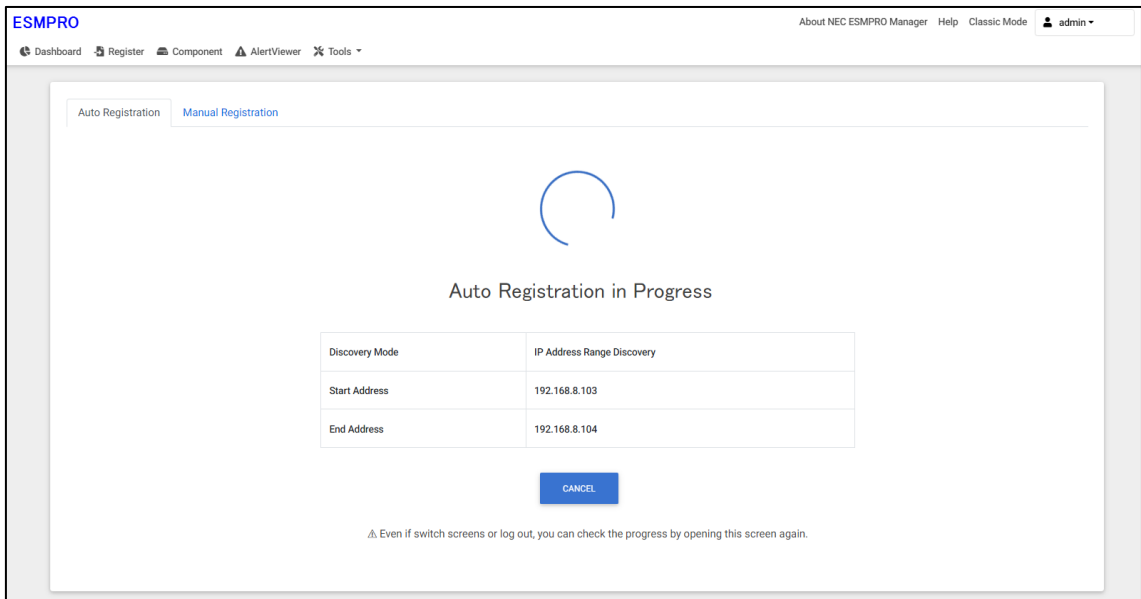 ESMPRO
About NEC ESMPRO Manager Help Classic Mode admin
Dashboard Register Component AlertViewer Tools
Auto Registration Manual Registration
Auto Registration in Progress
Discovery Mode IP Address Range Discovery
Start Address 192.168.8.103
End Address 192.168.8.104
CANCEL
⚠ Even if switch screens or log out, you can check the progress by opening this screen again.